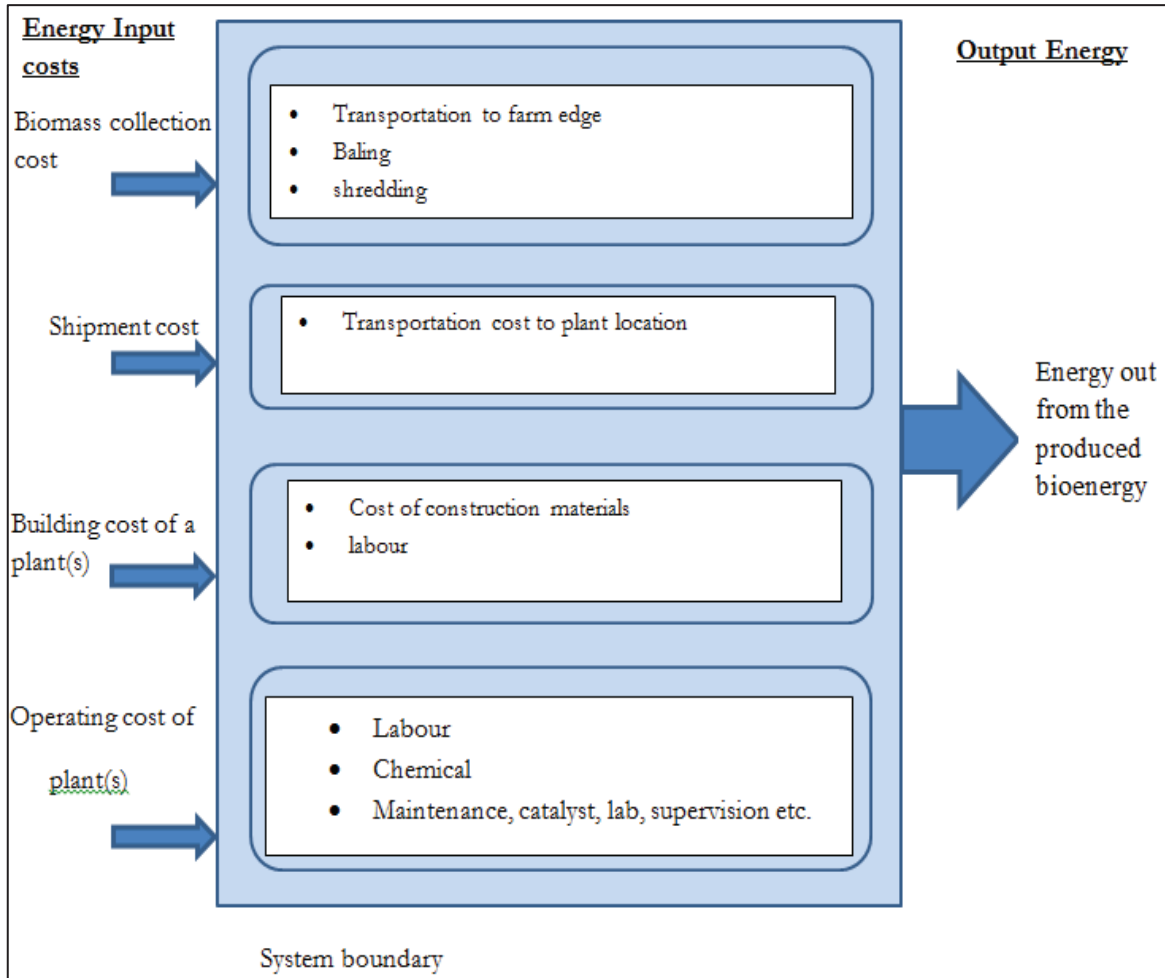 Energy Input
costs
Output Energy
Biomass collection
cost
• Transportation to farm edge
• Baling
• shredding
Shipment cost
• Transportation cost to plant location
Energy out
from the
produced
bioenergy
Building cost of a
plant(s)
• Cost of construction materials
• labour
Operating cost of
plant(s)
• Labour
• Chemical
• Maintenance, catalyst, lab, supervision etc.
System boundary